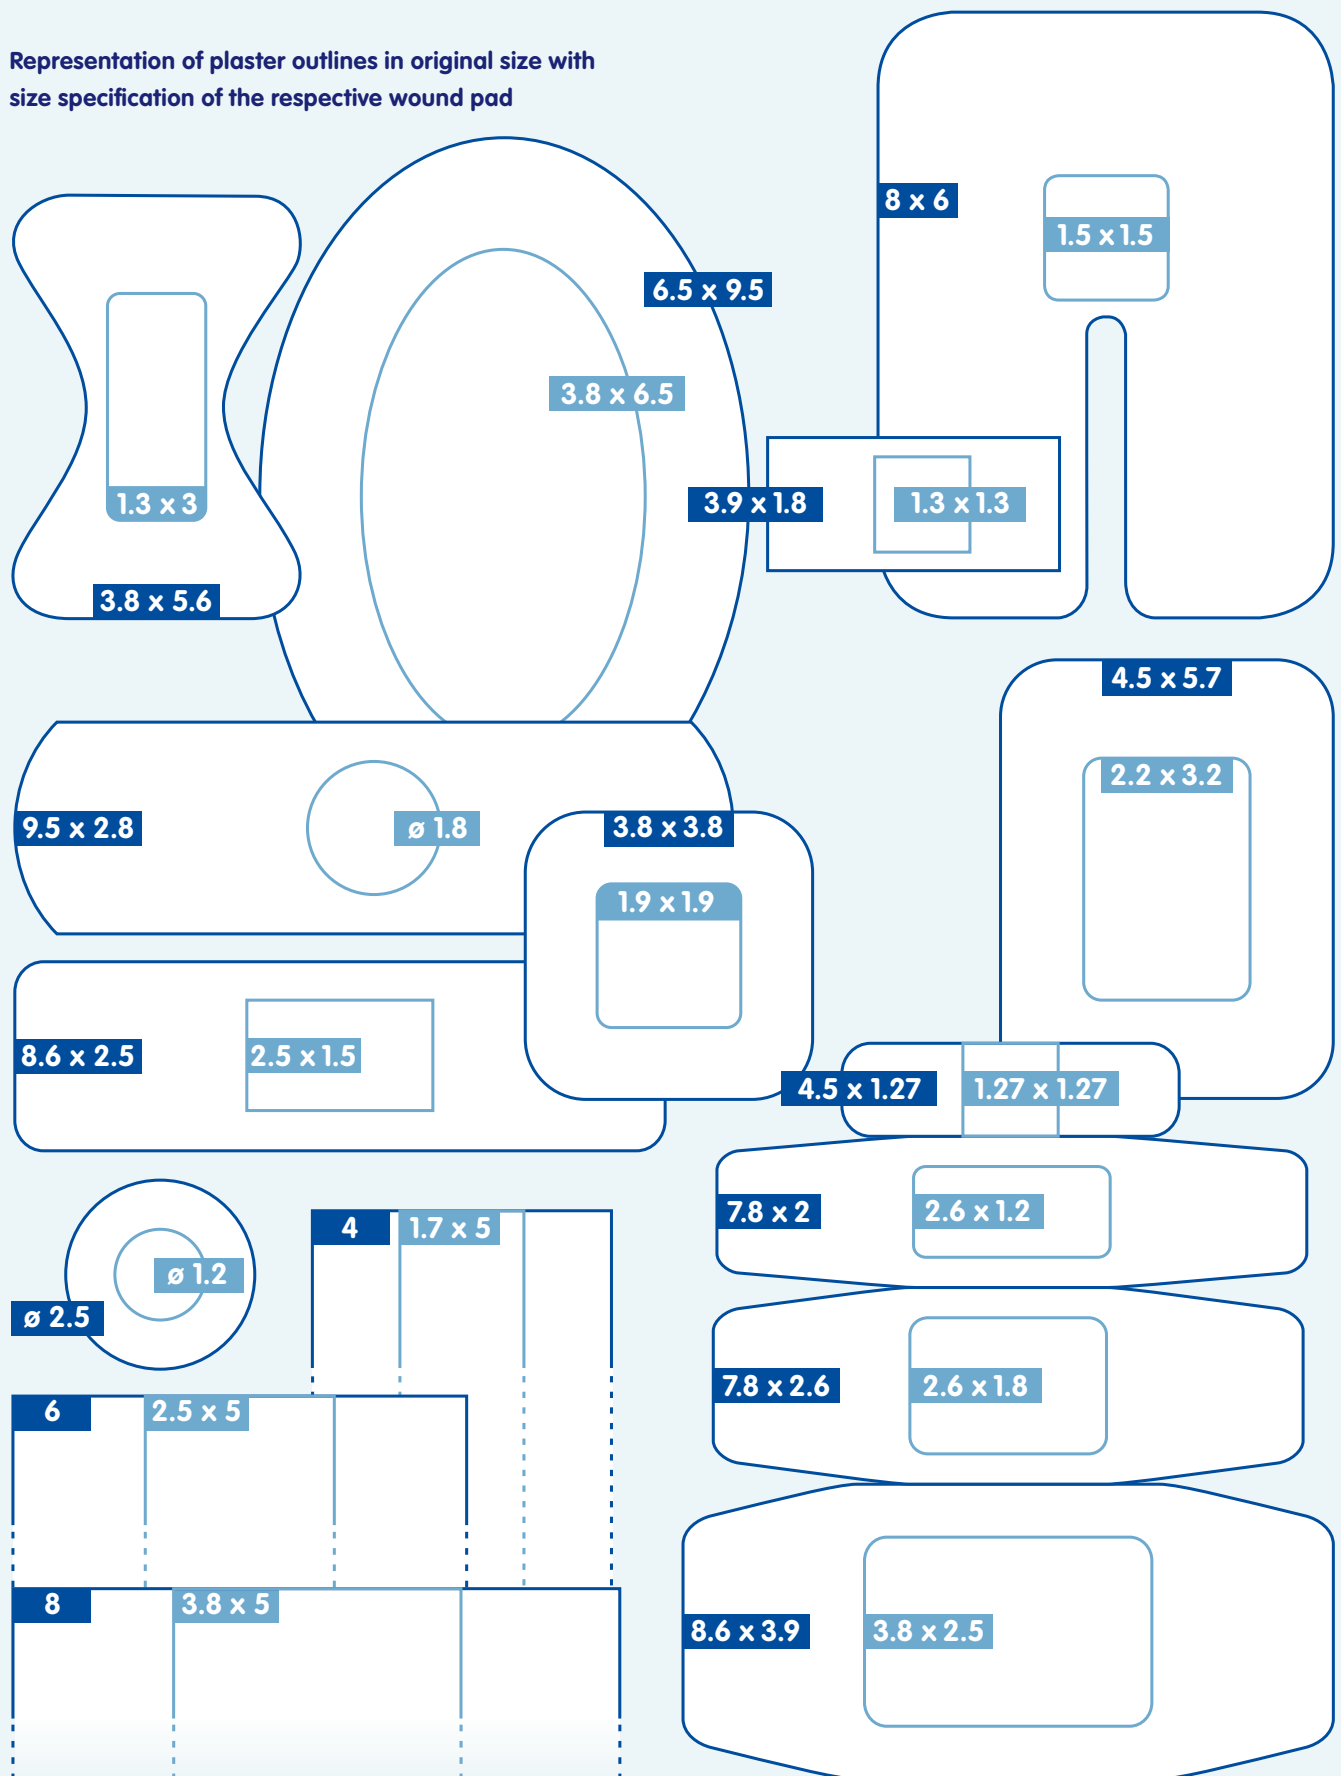 Representation of plaster outlines in original size with
size specification of the respective wound pad
8 x 6
1.5 x 1.5
6.5 x 9.5
3.8 x 6.5
1.3 x 3
3.9 x 1.8
1.3 x 1.3
3.8 x 5.6
4.5 x 5.7
2.2 x 3.2
9.5 x 2.8
ø 1.8
3.8 x 3.8
1.9 x 1.9
8.6 x 2.5
2.5 x 1.5
4.5 x 1.27
1.27 x 1.27
7.8 x 2
2.6 x 1.2
4
1.7 x 5
ø 1.2
ø 2.5
7.8 x 2.6
2.6 x 1.8
6
2.5 x 5
8
3.8 x 5
8.6 x 3.9
3.8 x 2.5